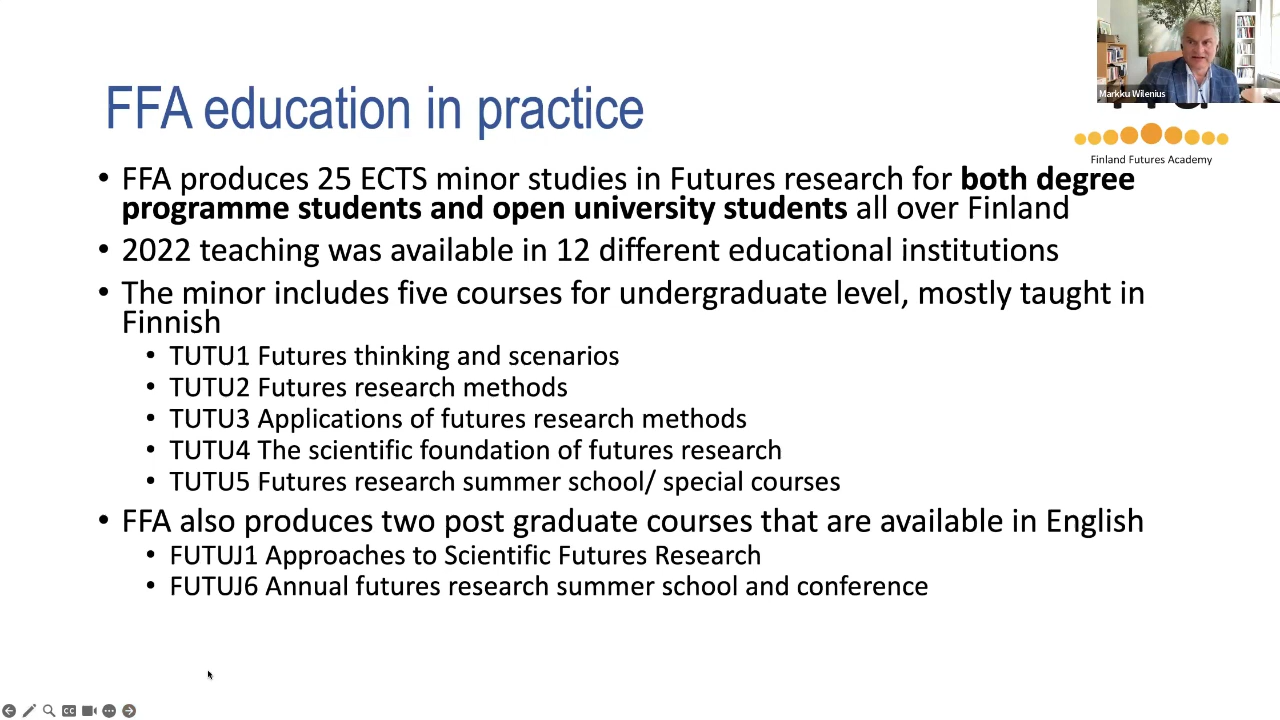 Markku Wilenius
FFA education in practice
Finland Futures Academy
• FFA produces 25 ECTS minor studies in Futures research for both degree
programme students and open university students all over Finland
• 2022 teaching was available in 12 different educational institutions
• The minor includes five courses for undergraduate level, mostly taught in
Finnish
• TUTU1 Futures thinking and scenarios
• TUTU2 Futures research methods
• TUTU3 Applications of futures research methods
• TUTU4 The scientific foundation of futures research
• TUTU5 Futures research summer school/ special courses
• FFA also produces two post graduate courses that are available in English
• FUTUJ1 Approaches to Scientific Futures Research
• FUTUJ6 Annual futures research summer school and conference
CC